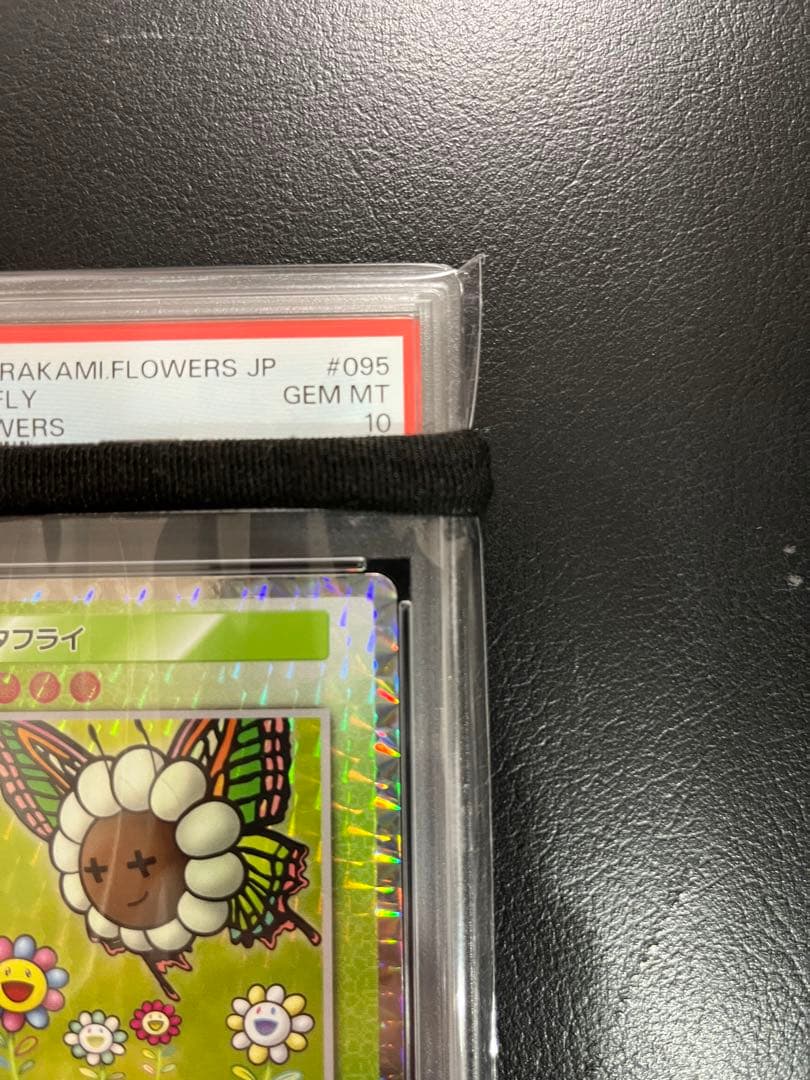 RAKAMI.FLOWERS JP #095
FLY GEM MT
WERS 10
タフライ